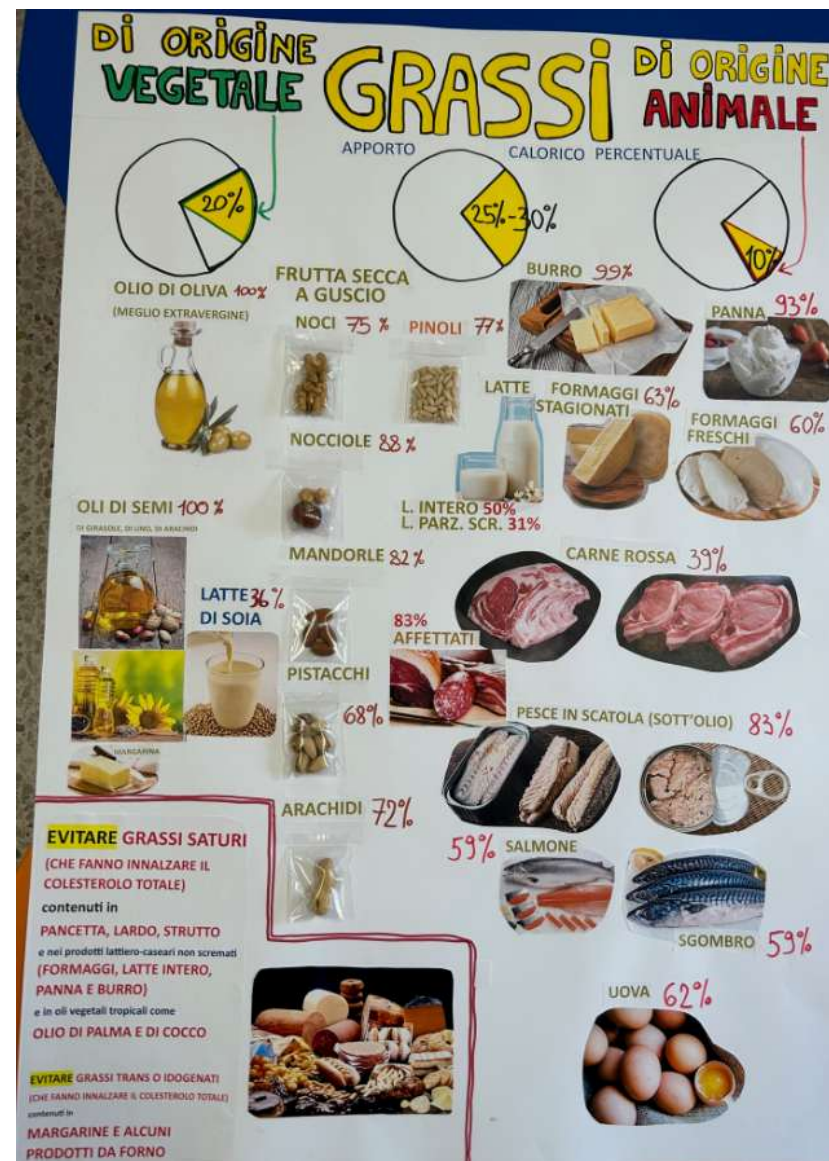 Di ORiGiNE
VEGETALE
GRASSi
Di ORiGiNE
ANiMALE
APPORTO CALORICO PERCENTUALE
20%
25%-30%
10%
OLIO DI OLIVA 100%
(MEGLIO EXTRAVERGINE)
FRUTTA SECCA
A GUSCIO
NOCI 75 %
PINOLI 77%
BURRO 99%
PANNA 93%
LATTE
FORMAGGI
STAGIONATI 63%
FORMAGGI
FRESCHI 60%
NOCCIOLE 88 %
L. INTERO 50%
L. PARZ. SCR. 31%
OLI DI SEMI 100 %
DI GIRASOLE, DI LINO, DI ARACHIDI
MANDORLE 82 %
CARNE ROSSA 39%
LATTE 36%
DI SOIA
83%
AFFETTATI
PISTACCHI
68%
PESCE IN SCATOLA (SOTT'OLIO) 83%
MARGARINA
ARACHIDI 72%
59% SALMONE
SGOMBRO 59%
UOVA 62%
EVITARE GRASSI SATURI
(CHE FANNO INNALZARE IL
COLESTEROLO TOTALE)
contenuti in
PANCETTA, LARDO, STRUTTO
e nei prodotti lattiero-caseari non scremati
(FORMAGGI, LATTE INTERO,
PANNA E BURRO)
e in oli vegetali tropicali come
OLIO DI PALMA E DI COCCO
EVITARE GRASSI TRANS O IDOGENATI
(CHE FANNO INNALZARE IL COLESTEROLO TOTALE)
contenuti in
MARGARINE E ALCUNI
PRODOTTI DA FORNO